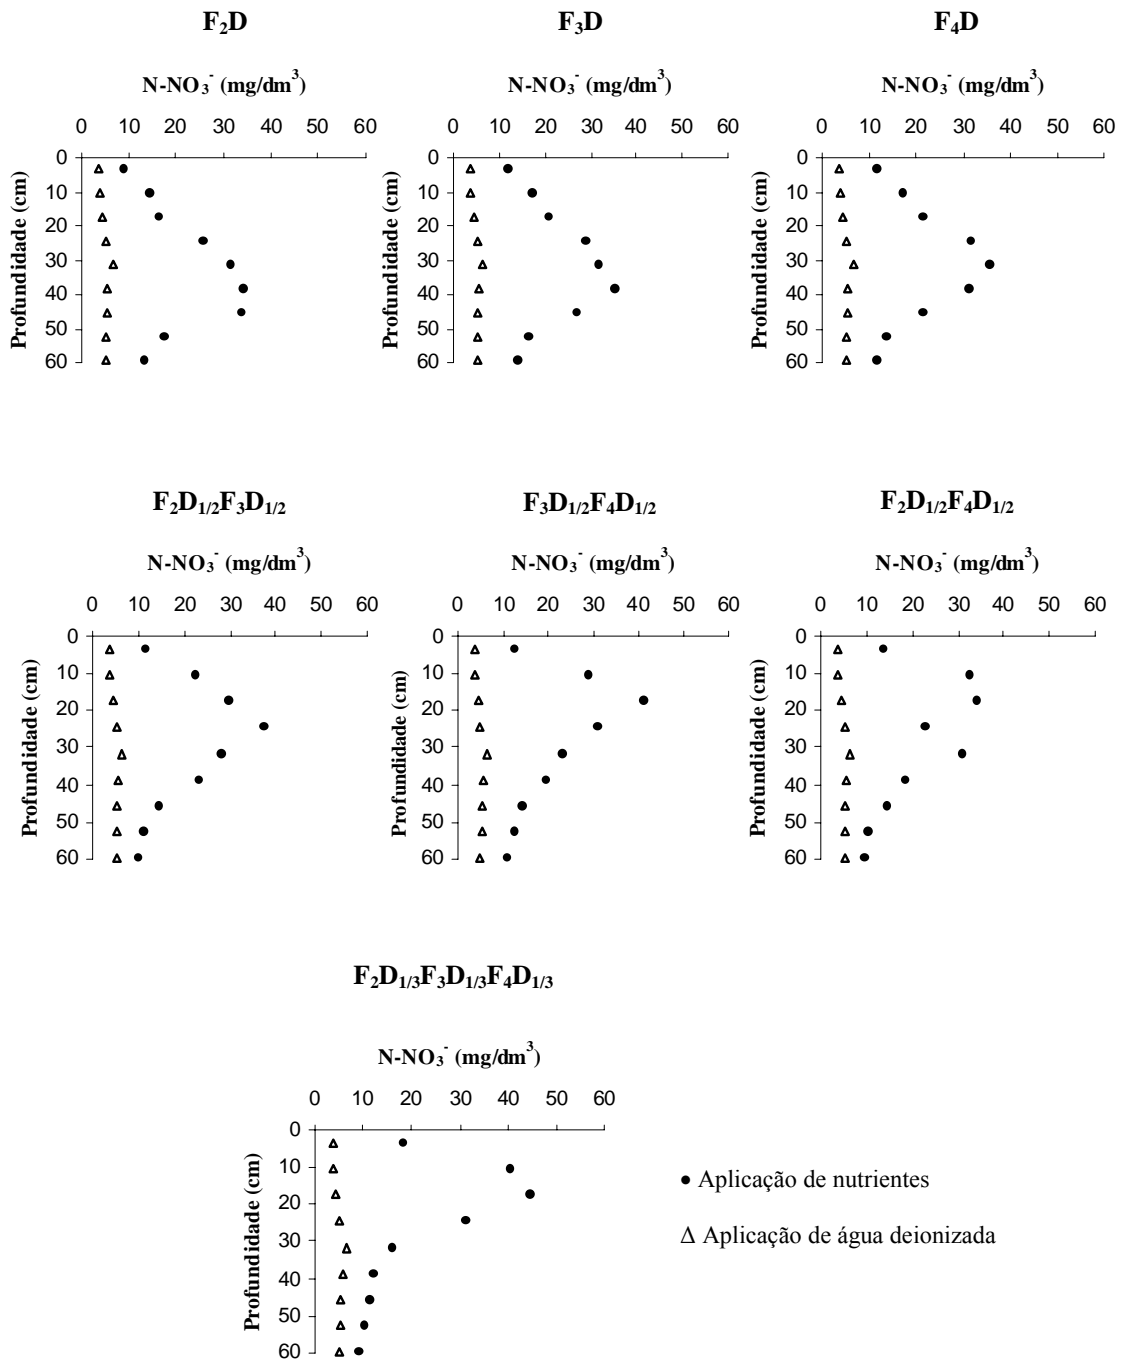 F₂D F₃D F₄D
N-NO₃⁻ (mg/dm³) N-NO₃⁻ (mg/dm³) N-NO₃⁻ (mg/dm³)
0 10 20 30 40 50 60 0 10 20 30 40 50 60 0 10 20 30 40 50 60
Profundidade (cm) Profundidade (cm) Profundidade (cm)
0 0 0
10 10 10
20 20 20
30 30 30
40 40 40
50 50 50
60 60 60
F₂D₁/₂F₃D₁/₂ F₃D₁/₂F₄D₁/₂ F₂D₁/₂F₄D₁/₂
N-NO₃⁻ (mg/dm³) N-NO₃⁻ (mg/dm³) N-NO₃⁻ (mg/dm³)
0 10 20 30 40 50 60 0 10 20 30 40 50 60 0 10 20 30 40 50 60
Profundidade (cm) Profundidade (cm) Profundidade (cm)
0 0 0
10 10 10
20 20 20
30 30 30
40 40 40
50 50 50
60 60 60
F₂D₁/₃F₃D₁/₃F₄D₁/₃
N-NO₃⁻ (mg/dm³)
0 10 20 30 40 50 60
Profundidade (cm)
0
10
20
30
40
50
60
● Aplicação de nutrientes
Δ Aplicação de água deionizada